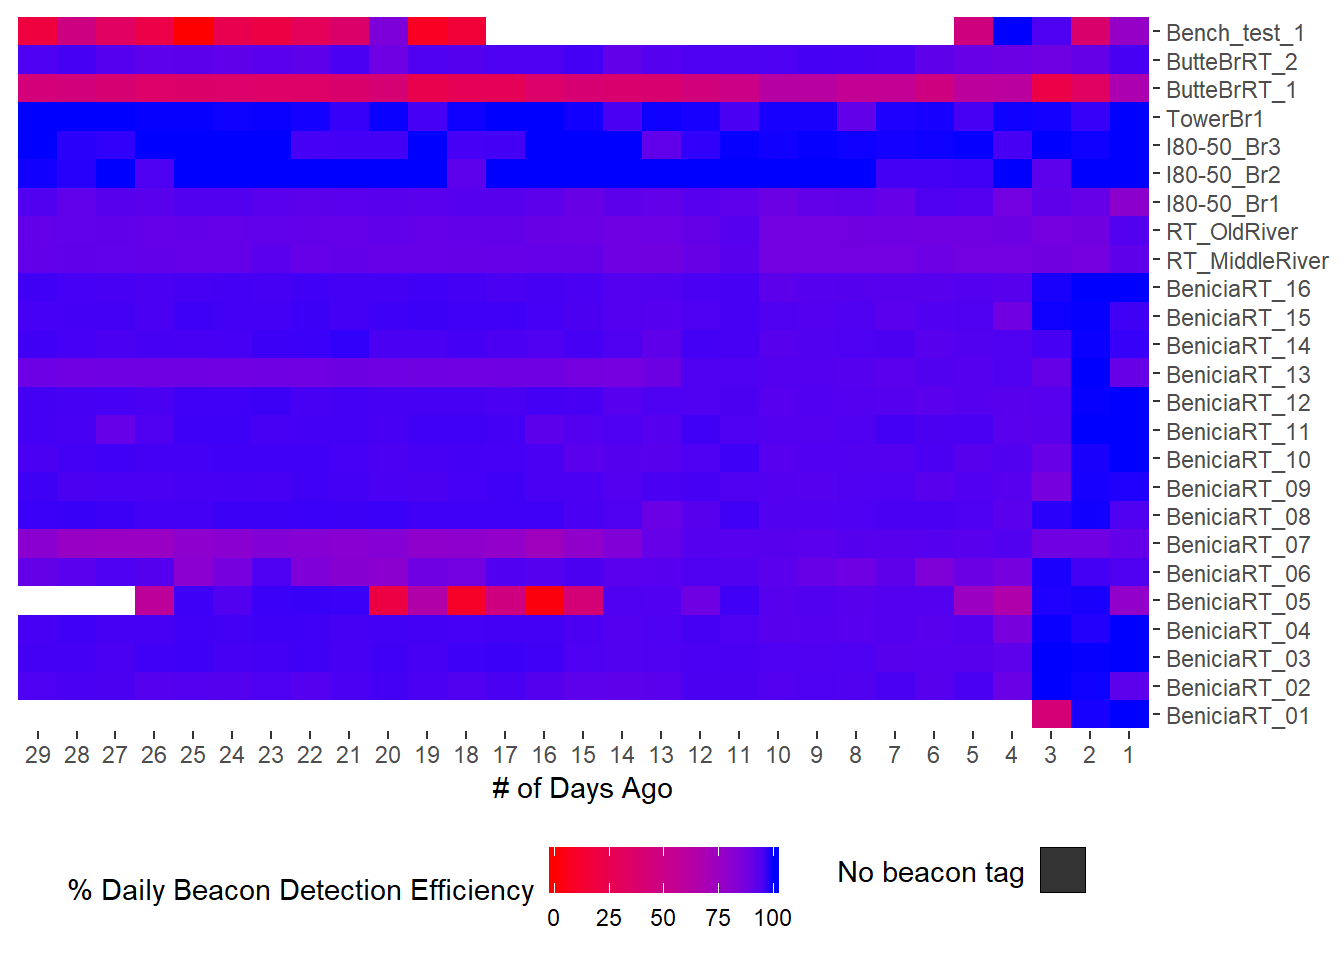 Bench_test_1
ButteBrRT_2
ButteBrRT_1
TowerBr1
I80-50_Br3
I80-50_Br2
I80-50_Br1
RT_OldRiver
RT_MiddleRiver
BeniciaRT_16
BeniciaRT_15
BeniciaRT_14
BeniciaRT_13
BeniciaRT_12
BeniciaRT_11
BeniciaRT_10
BeniciaRT_09
BeniciaRT_08
BeniciaRT_07
BeniciaRT_06
BeniciaRT_05
BeniciaRT_04
BeniciaRT_03
BeniciaRT_02
BeniciaRT_01
29 28 27 26 25 24 23 22 21 20 19 18 17 16 15 14 13 12 11 10 9 8 7 6 5 4 3 2 1
# of Days Ago
% Daily Beacon Detection Efficiency
0 25 50 75 100
No beacon tag